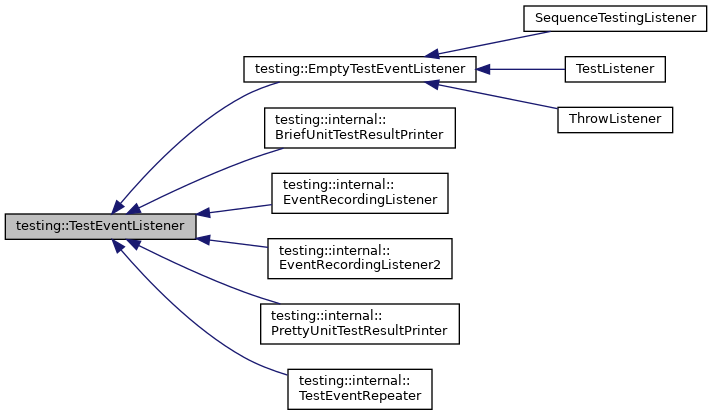 SequenceTestingListener
testing::EmptyTestEventListener
TestListener
ThrowListener
testing::internal::
BriefUnitTestResultPrinter
testing::internal::
EventRecordingListener
testing::TestEventListener
testing::internal::
EventRecordingListener2
testing::internal::
PrettyUnitTestResultPrinter
testing::internal::
TestEventRepeater